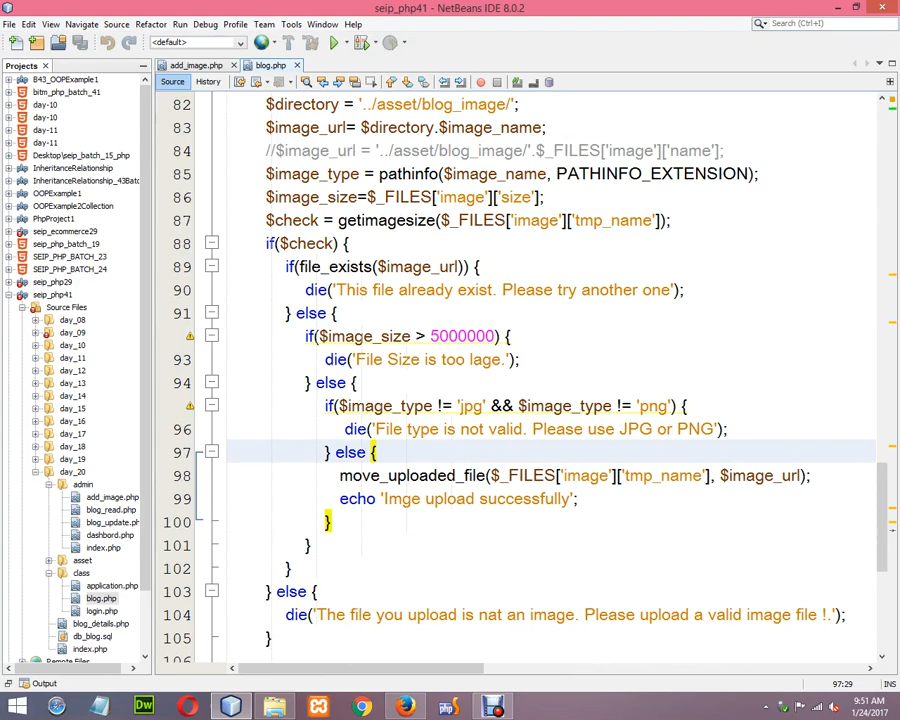 seip_php41 - NetBeans IDE 8.0.2
File Edit View Navigate Source Refactor Run Debug Profile Team Tools Window Help
Search (Ctrl+I)
<default>
Projects
add_image.php
blog.php
Source History
B43_OOPExample1
bitm_php_batch_41
day-10
day-10
day-11
day-11
Desktop\seip_batch_15_php
InheritanceRelationship
InheritanceRelationship_43Batc
OOPExample1
OOPExample2Collection
PhpProject1
seip_ecommerce29
seip_php_batch_19
SEIP_PHP_BATCH_23
SEIP_PHP_BATCH_24
seip_php29
seip_php41
Source Files
day_08
day_09
day_10
day_11
day_12
day_13
day_14
day_15
day_16
day_17
day_18
day_19
day_20
admin
add_image.php
blog_read.php
blog_update.php
dashbord.php
index.php
asset
class
application.php
blog.php
login.php
blog_details.php
db_blog.sql
index.php
Remote Files
82 $directory = '../asset/blog_image/';
83 $image_url= $directory.$image_name;
84 //$image_url = '../asset/blog_image/'.$_FILES['image']['name'];
85 $image_type = pathinfo($image_name, PATHINFO_EXTENSION);
86 $image_size=$_FILES['image']['size'];
87 $check = getimagesize($_FILES['image']['tmp_name']);
88 if($check) {
89 if(file_exists($image_url)) {
90 die('This file already exist. Please try another one');
91 } else {
if($image_size > 5000000) {
93 die('File Size is too lage.');
94 } else {
if($image_type != 'jpg' && $image_type != 'png') {
96 die('File type is not valid. Please use JPG or PNG');
97 } else {
98 move_uploaded_file($_FILES['image']['tmp_name'], $image_url);
99 echo 'Imge upload successfully';
100 }
101 }
102 }
103 } else {
104 die('The file you upload is nat an image. Please upload a valid image file !.');
105 }
106
Output
97:29 INS
9:51 AM
1/24/2017